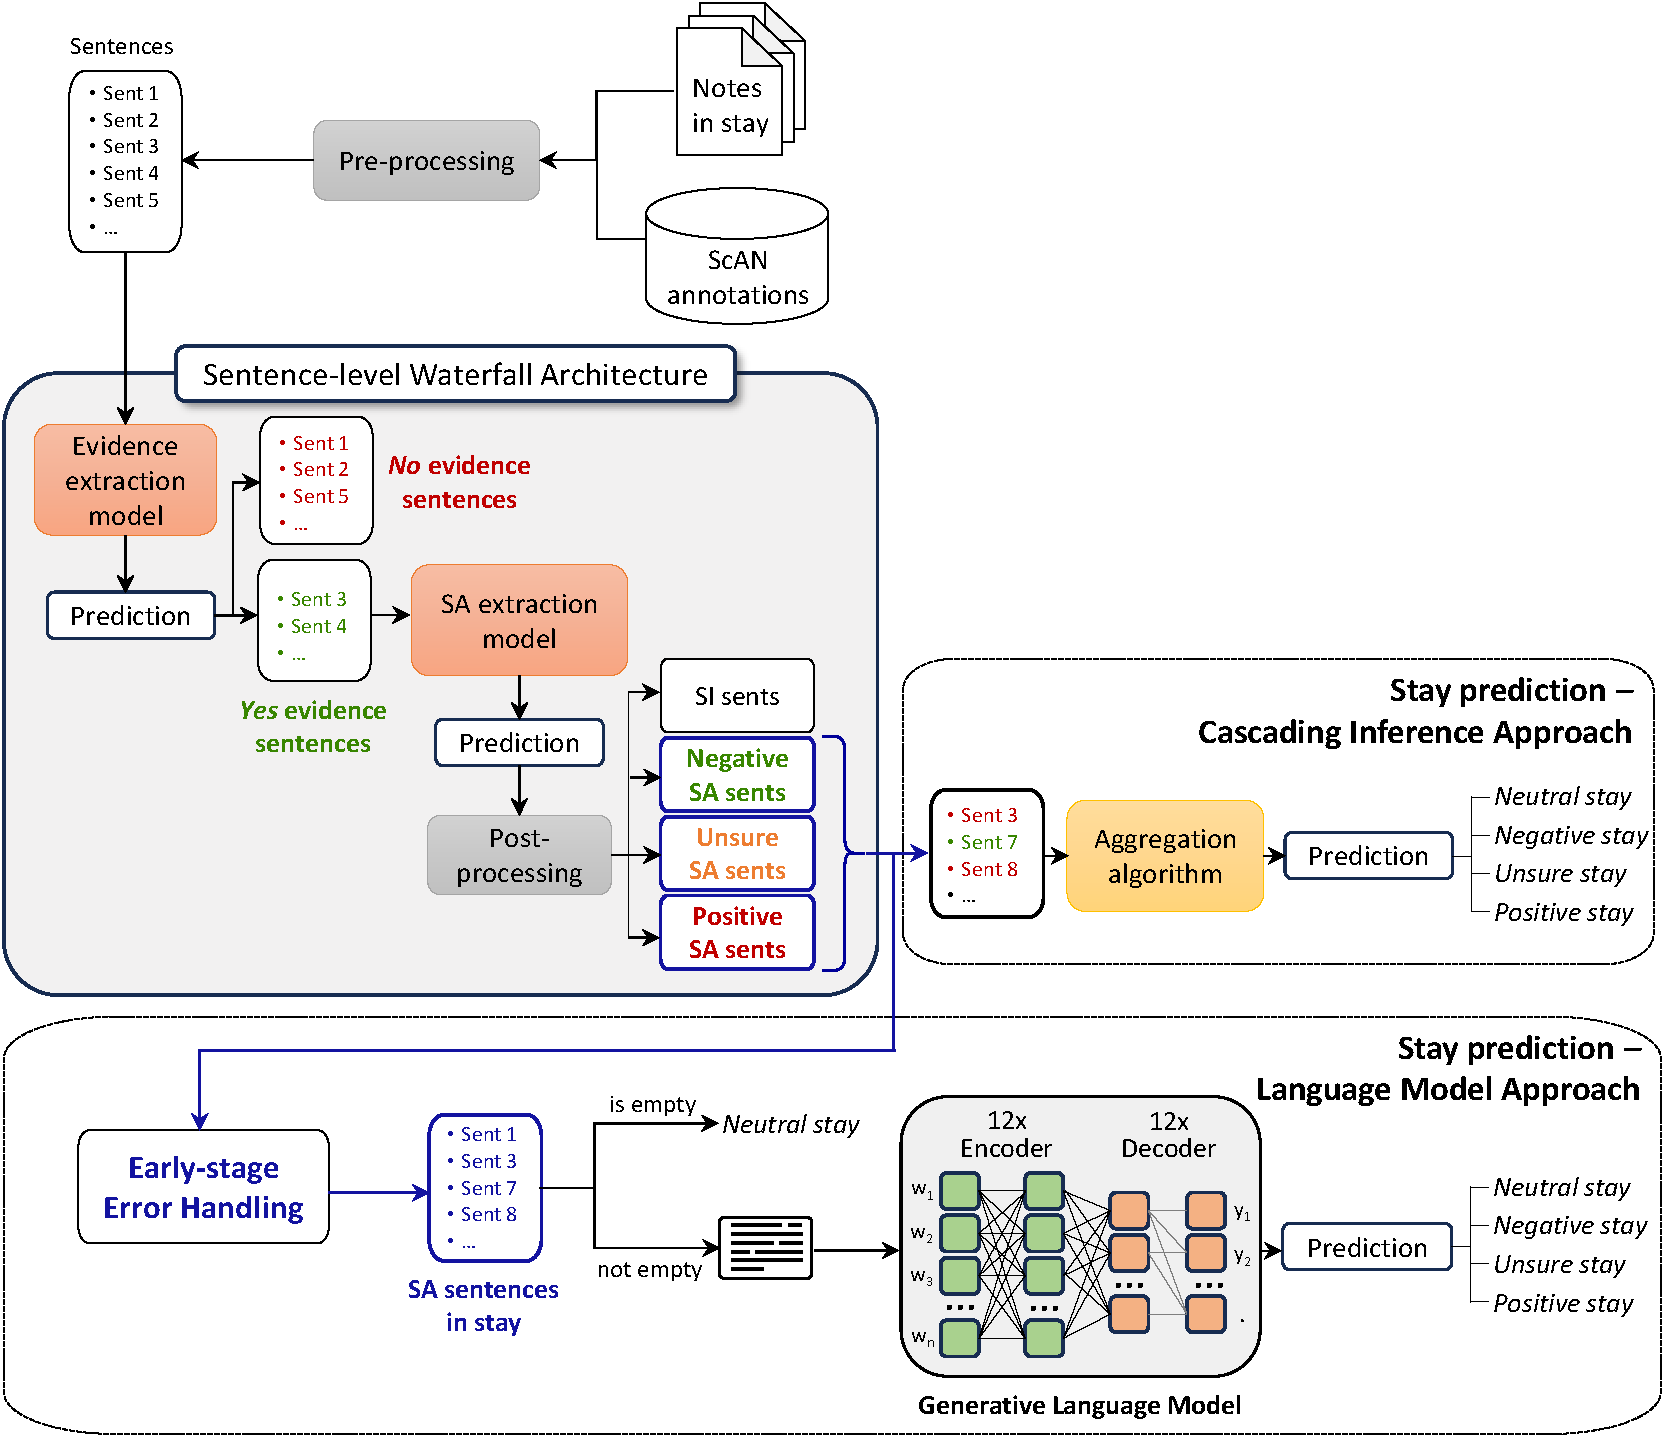 Sentences
• Sent 1
• Sent 2
• Sent 3
• Sent 4
• Sent 5
• ...
Pre-processing
Notes
in stay
ScAN
annotations
Sentence-level Waterfall Architecture
Evidence
extraction
model
Prediction
• Sent 1
• Sent 2
• Sent 5
• ...
No evidence
sentences
• Sent 3
• Sent 4
• ...
Yes evidence
sentences
SA extraction
model
Prediction
Post-
processing
SI sents
Negative
SA sents
Unsure
SA sents
Positive
SA sents
Stay prediction –
Cascading Inference Approach
• Sent 3
• Sent 7
• Sent 8
• ...
Aggregation
algorithm
Prediction
Neutral stay
Negative stay
Unsure stay
Positive stay
Stay prediction –
Language Model Approach
Early-stage
Error Handling
• Sent 1
• Sent 3
• Sent 7
• Sent 8
• ...
SA sentences
in stay
is empty
Neutral stay
not empty
12x
Encoder
12x
Decoder
w1
w2
w3
...
wn
...
...
...
y1
y2
.
Generative Language Model
Prediction
Neutral stay
Negative stay
Unsure stay
Positive stay